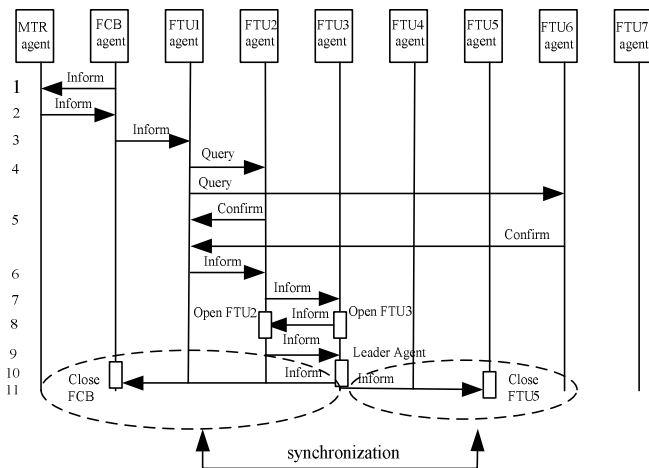 MTR agent
FCB agent
FTU1 agent
FTU2 agent
FTU3 agent
FTU4 agent
FTU5 agent
FTU6 agent
FTU7 agent
1
Inform
2
Inform
3
Inform
4
Query
Query
5
Confirm
Confirm
6
Inform
7
Inform
8
Open FTU2
Inform
Open FTU3
9
Inform
Leader Agent
10
Close
FCB
Inform
Inform
Close
FTU5
11
synchronization